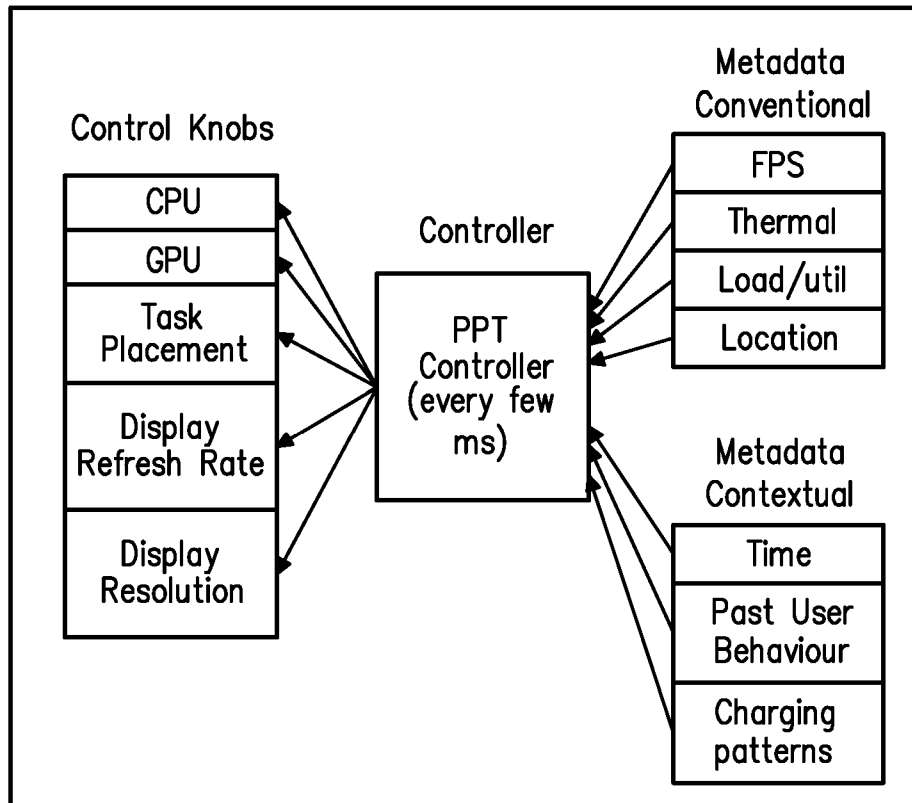 Control Knobs
CPU
GPU
Task
Placement
Display
Refresh Rate
Display
Resolution
Controller
PPT
Controller
(every few
ms)
Metadata
Conventional
FPS
Thermal
Load/util
Location
Metadata
Contextual
Time
Past User
Behaviour
Charging
patterns